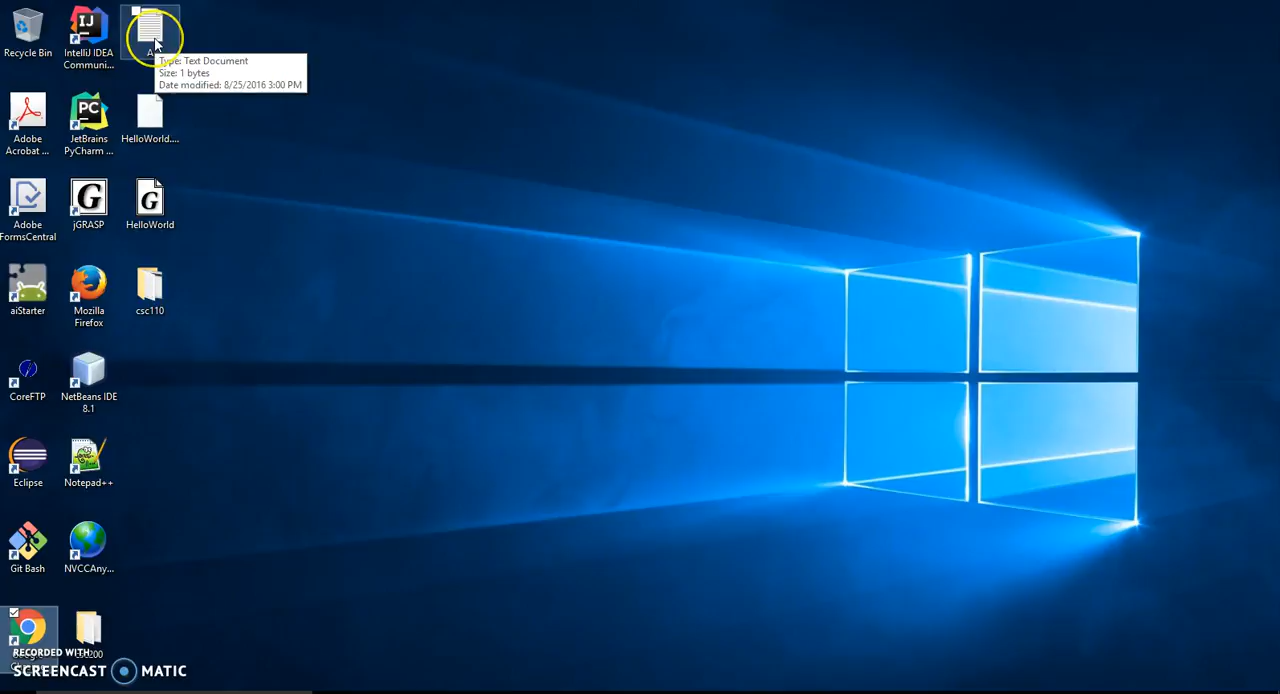 Recycle Bin
IntelliJ IDEA
Communi...
A
Type: Text Document
Size: 1 bytes
Date modified: 8/25/2016 3:00 PM
Adobe
Acrobat ...
JetBrains
PyCharm ...
HelloWorld....
Adobe
FormsCentral
jGRASP
HelloWorld
aiStarter
Mozilla
Firefox
csc110
CoreFTP
NetBeans IDE
8.1
Eclipse
Notepad++
Git Bash
NVCCAny...
RECORDED WITH
SCREENCAST MATIC